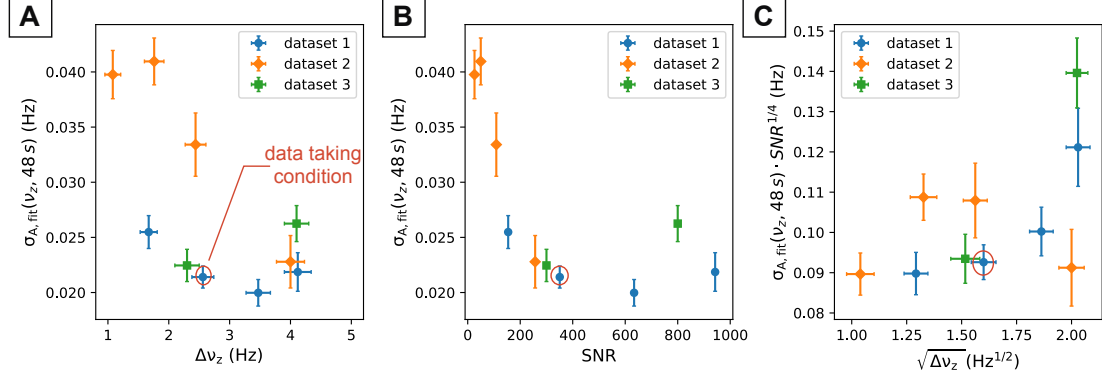 A
σA,fit(νz, 48 s) (Hz)
0.040
0.035
0.030
0.025
0.020
1 2 3 4 5
Δνz (Hz)
dataset 1
dataset 2
dataset 3
data taking
condition
B
σA,fit(νz, 48 s) (Hz)
0.040
0.035
0.030
0.025
0.020
0 200 400 600 800 1000
SNR
dataset 1
dataset 2
dataset 3
C
σA,fit(νz, 48 s) · SNR^1/4 (Hz)
0.15
0.14
0.13
0.12
0.11
0.10
0.09
0.08
1.00 1.25 1.50 1.75 2.00
√Δνz (Hz^1/2)
dataset 1
dataset 2
dataset 3